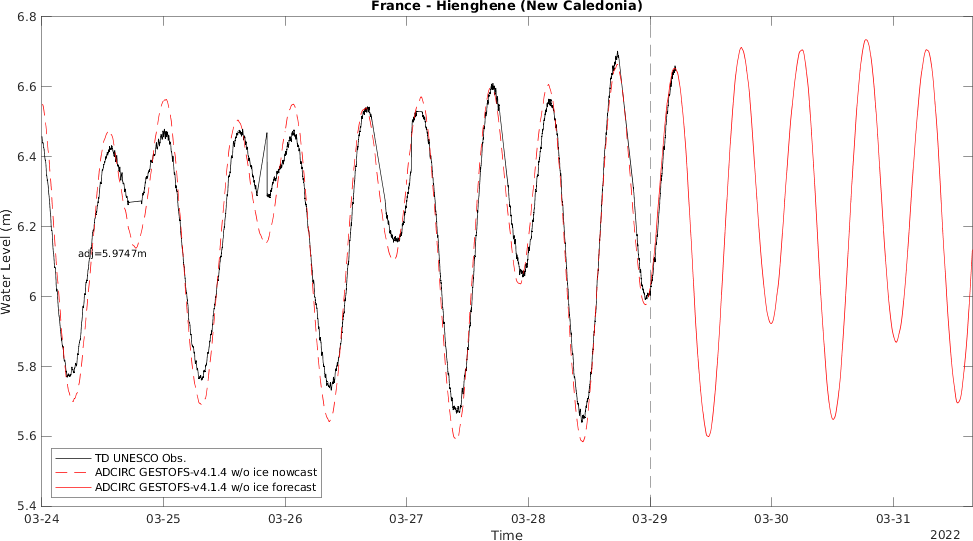 France - Hienghene (New Caledonia)
Water Level (m)
6.8
6.6
6.4
6.2
6
5.8
5.6
5.4
adj=5.9747m
TD UNESCO Obs.
ADCIRC GESTOFS-v4.1.4 w/o ice nowcast
ADCIRC GESTOFS-v4.1.4 w/o ice forecast
03-24 03-25 03-26 03-27 03-28 03-29 03-30 03-31
Time
2022